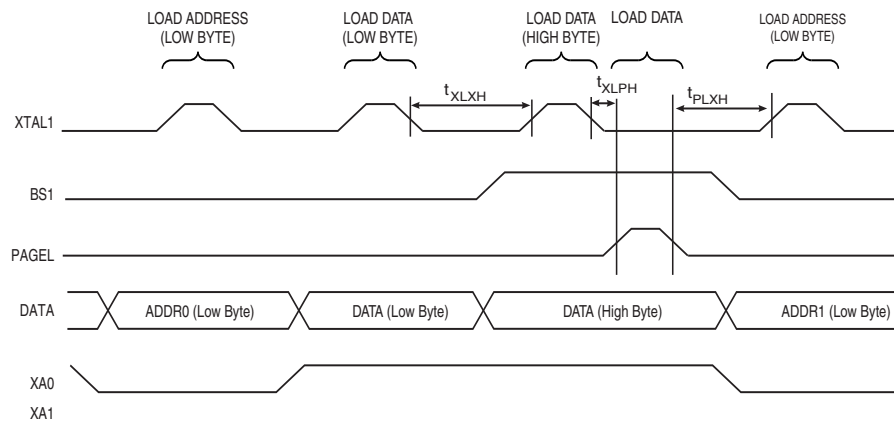 LOAD ADDRESS
(LOW BYTE)
LOAD DATA
(LOW BYTE)
LOAD DATA
(HIGH BYTE)
LOAD DATA
LOAD ADDRESS
(LOW BYTE)
tXLXH
tXLPH
tPLXH
XTAL1
BS1
PAGEL
DATA
ADDR0 (Low Byte)
DATA (Low Byte)
DATA (High Byte)
ADDR1 (Low Byte)
XA0
XA1